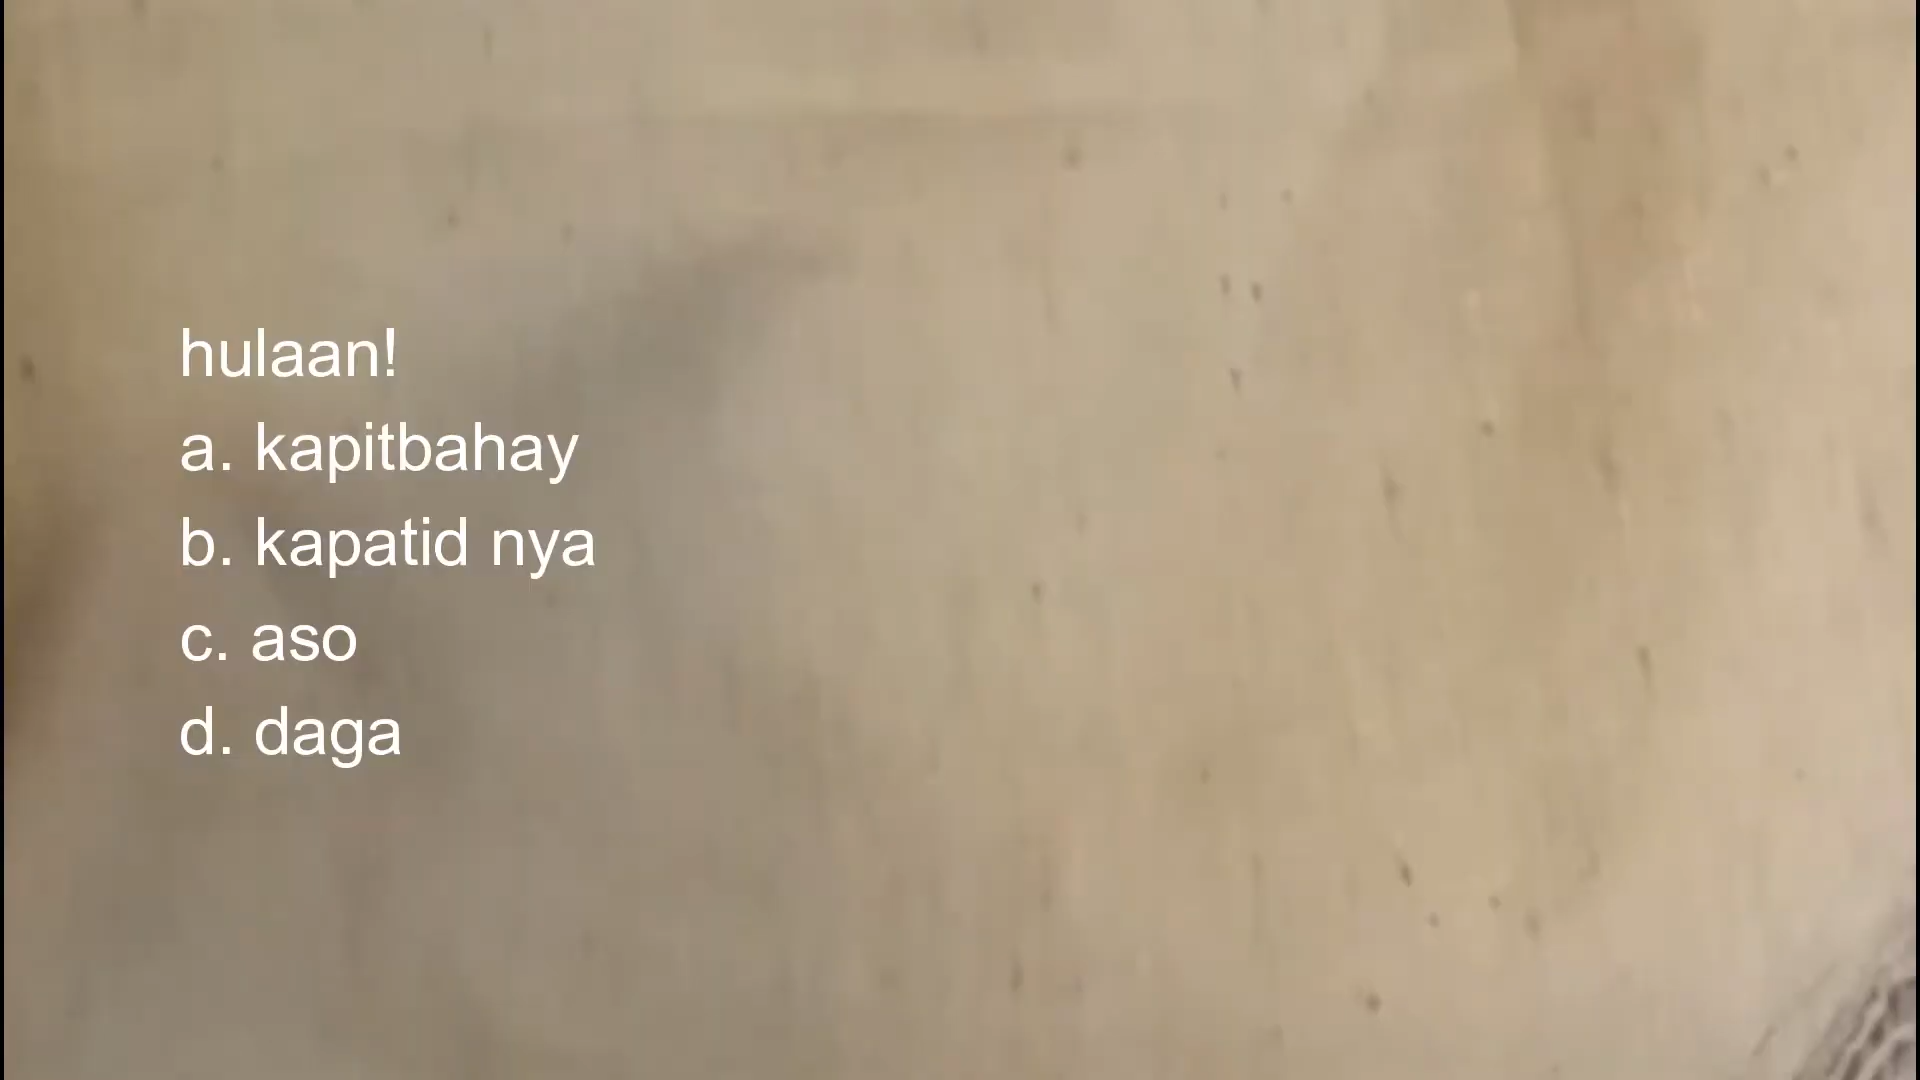 hulaan!
a. kapitbahay
b. kapatid nya
c. aso
d. daga